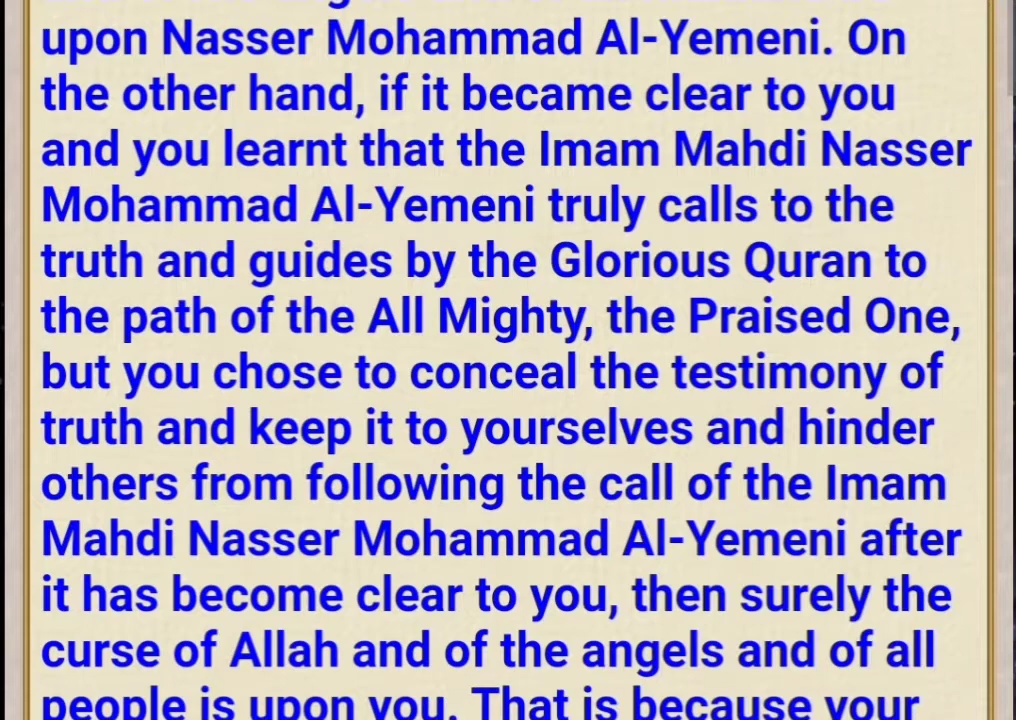 upon Nasser Mohammad Al-Yemeni. On
the other hand, if it became clear to you
and you learnt that the Imam Mahdi Nasser
Mohammad Al-Yemeni truly calls to the
truth and guides by the Glorious Quran to
the path of the All Mighty, the Praised One,
but you chose to conceal the testimony of
truth and keep it to yourselves and hinder
others from following the call of the Imam
Mahdi Nasser Mohammad Al-Yemeni after
it has become clear to you, then surely the
curse of Allah and of the angels and of all
people is upon you. That is because your